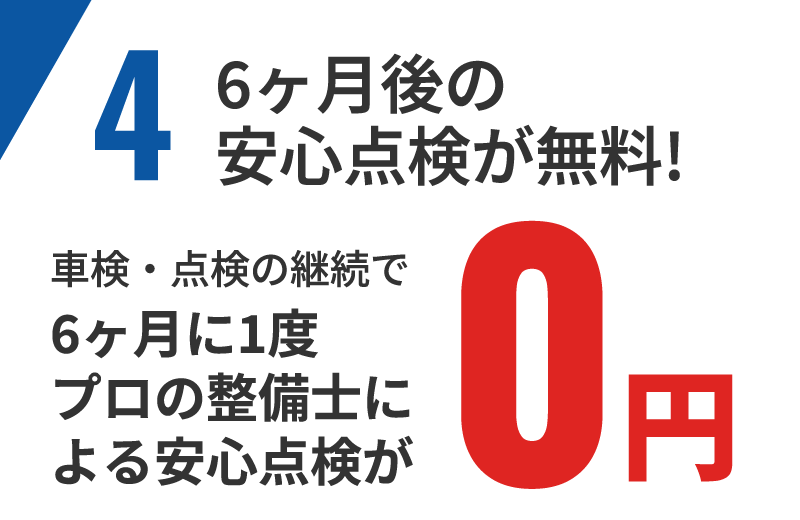 4
6ヶ月後の
安心点検が無料!
車検・点検の継続で
6ヶ月に1度
プロの整備士に
よる安心点検が
0円